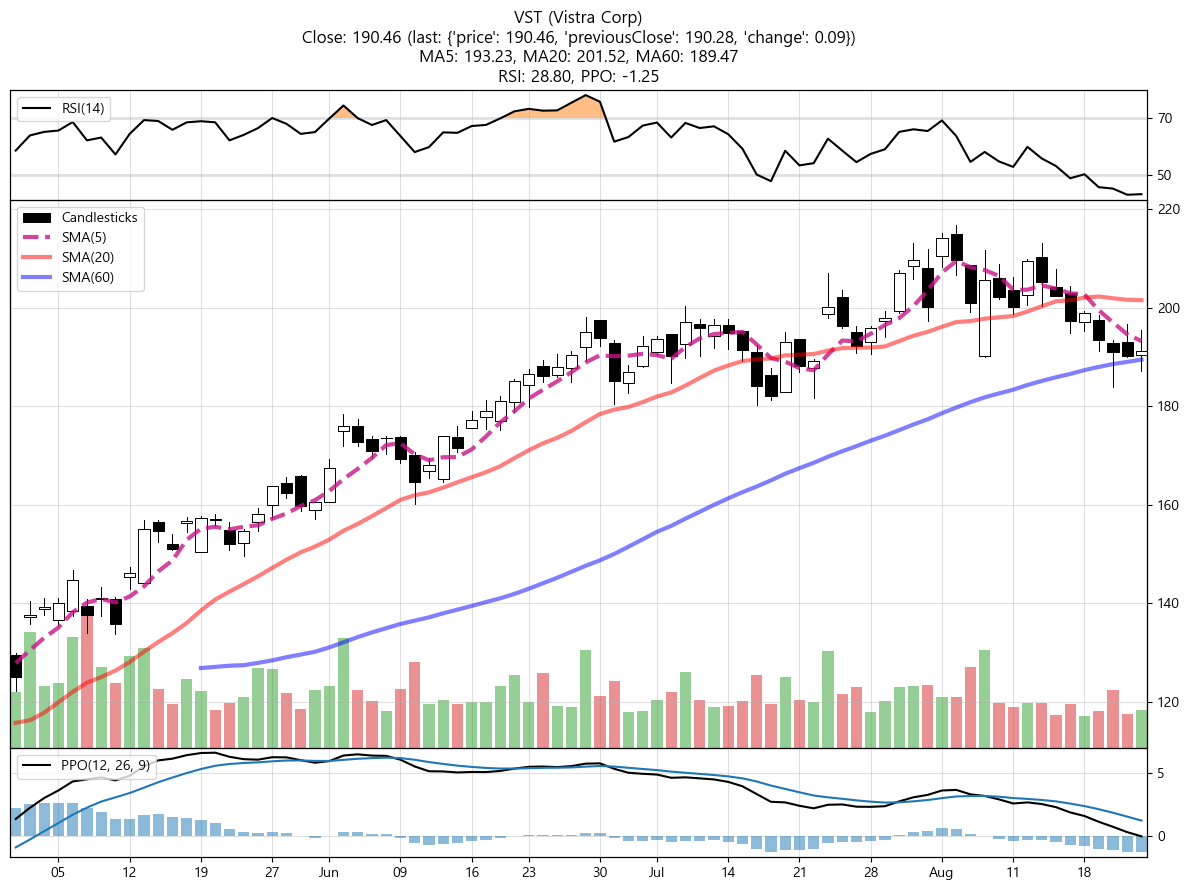 VST (Vistra Corp)
Close: 190.46 (last: {'price': 190.46, 'previousClose': 190.28, 'change': 0.09})
MA5: 193.23, MA20: 201.52, MA60: 189.47
RSI: 28.80, PPO: -1.25
RSI(14)
70
50
Candlesticks
SMA(5)
SMA(20)
SMA(60)
220
200
180
160
140
120
PPO(12, 26, 9)
5
0
05 12 19 27 Jun 09 16 23 30 Jul 14 21 28 Aug 11 18